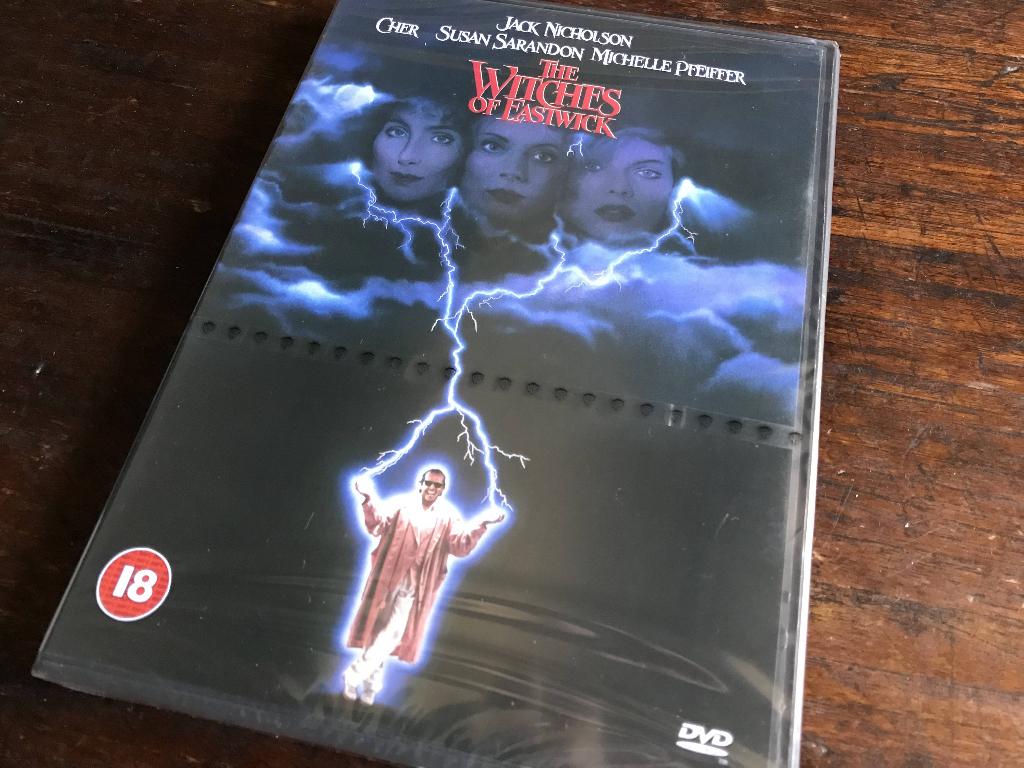 JACK NICHOLSON
CHER SUSAN SARANDON MICHELLE PFEIFFER
THE
WITCHES
OF EASTWICK
18
DVD